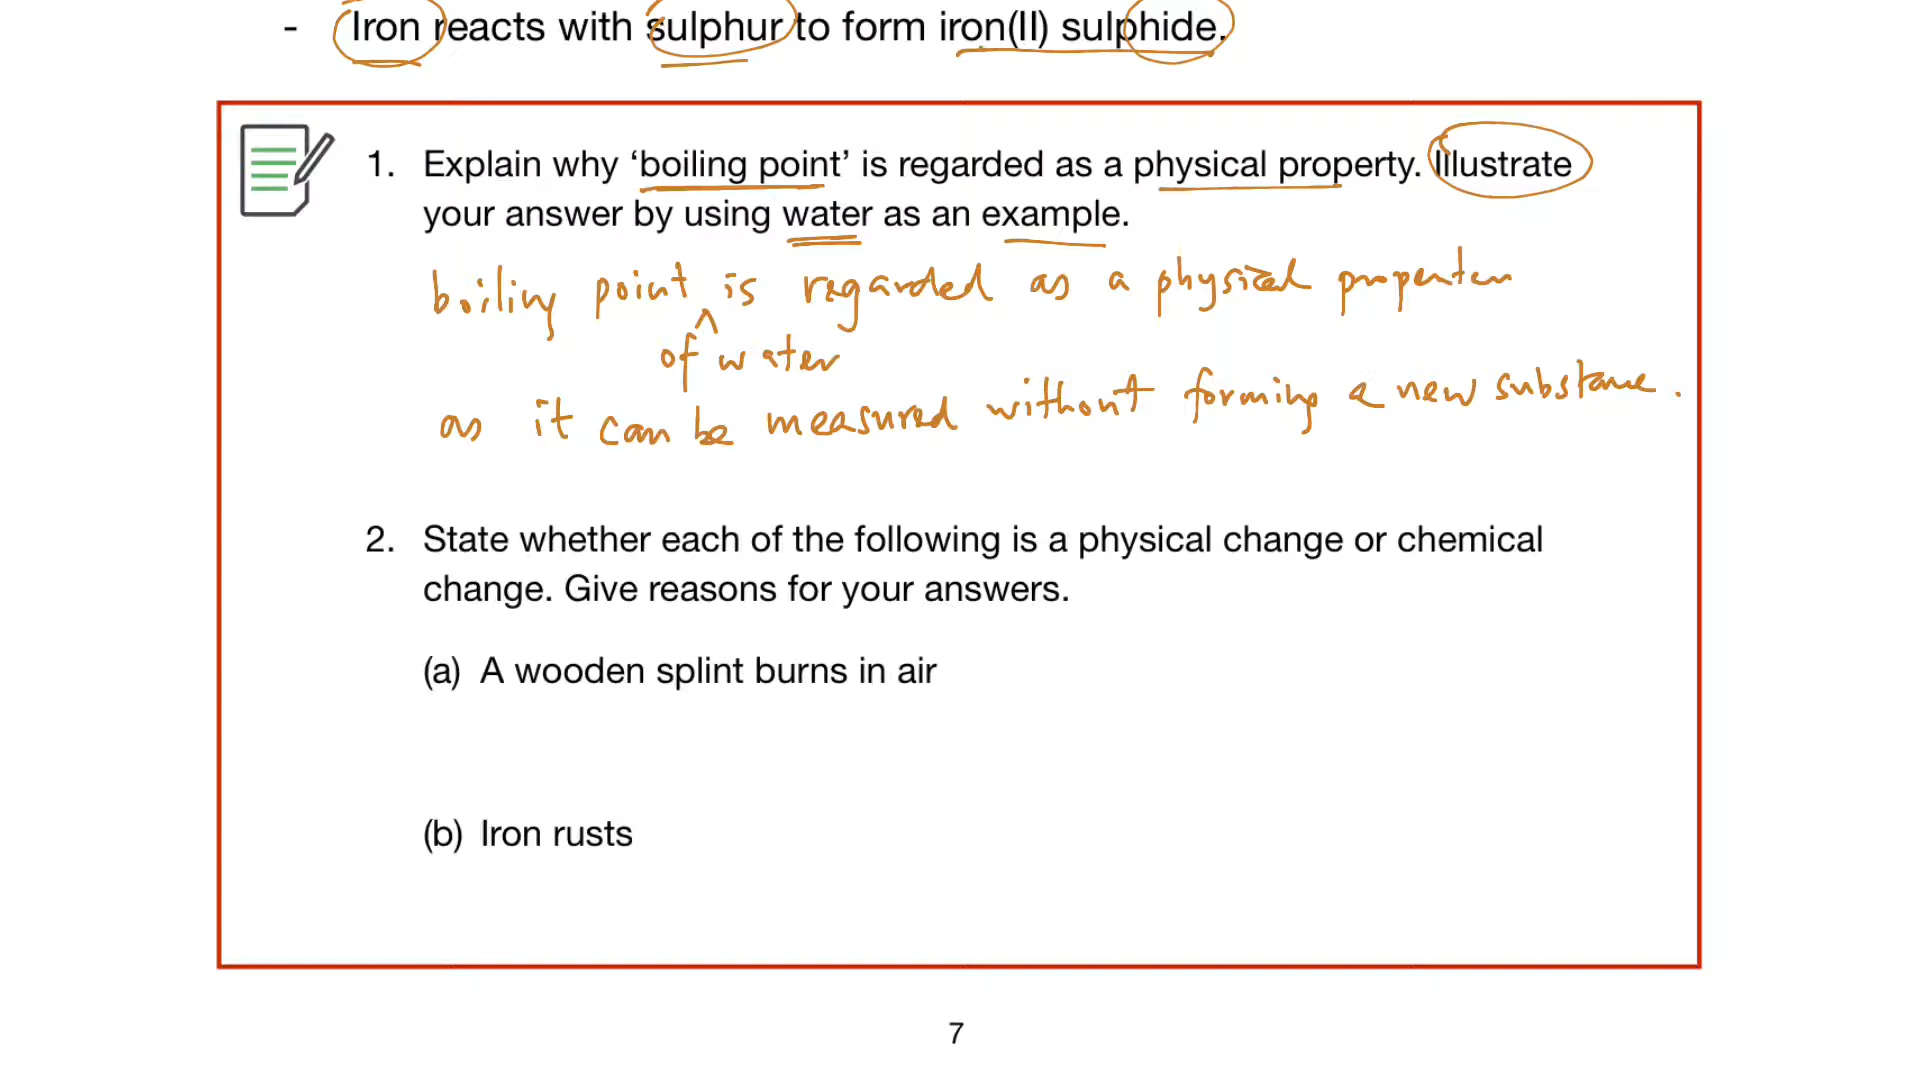 - Iron reacts with sulphur to form iron(II) sulphide.
1. Explain why ‘boiling point’ is regarded as a physical property. Illustrate
your answer by using water as an example.
boiling point is regarded as a physical
^
of water
as it can be measured without forming a new substance.
2. State whether each of the following is a physical change or chemical
change. Give reasons for your answers.
(a) A wooden splint burns in air
(b) Iron rusts
7